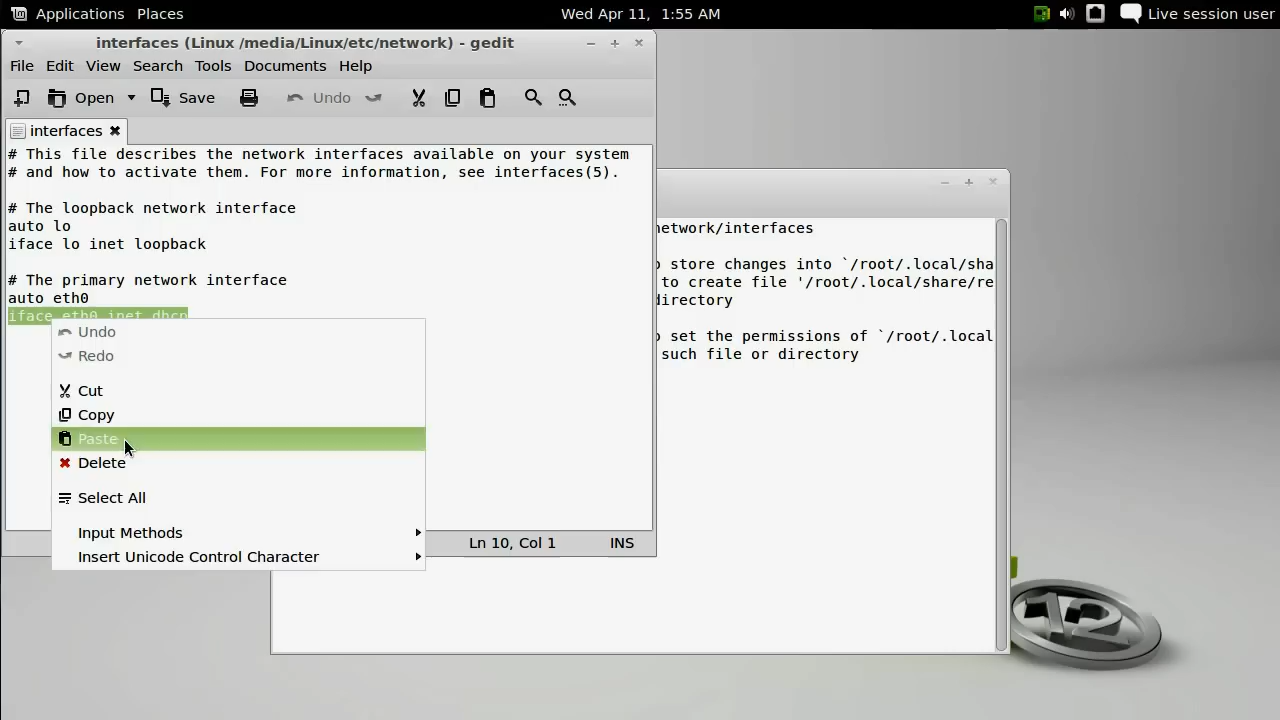 Applications Places Wed Apr 11, 1:55 AM Live session user
interfaces (Linux /media/Linux/etc/network) - gedit
File Edit View Search Tools Documents Help
Open Save Undo
interfaces
# This file describes the network interfaces available on your system
# and how to activate them. For more information, see interfaces(5).
# The loopback network interface
auto lo
iface lo inet loopback
# The primary network interface
auto eth0
iface eth0 inet dhcp
Undo
Redo
Cut
Copy
Paste
Delete
Select All
Input Methods
Insert Unicode Control Character
Ln 10, Col 1 INS
network/interfaces
store changes into `/root/.local/sha
to create file '/root/.local/share/re
directory
set the permissions of `/root/.local
such file or directory
12